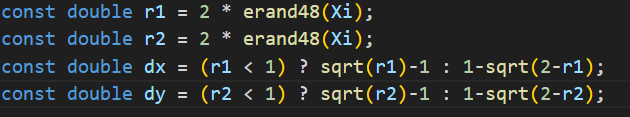 const double r1 = 2 * erand48(Xi);
const double r2 = 2 * erand48(Xi);
const double dx = (r1 < 1) ? sqrt(r1)-1 : 1-sqrt(2-r1);
const double dy = (r2 < 1) ? sqrt(r2)-1 : 1-sqrt(2-r2);